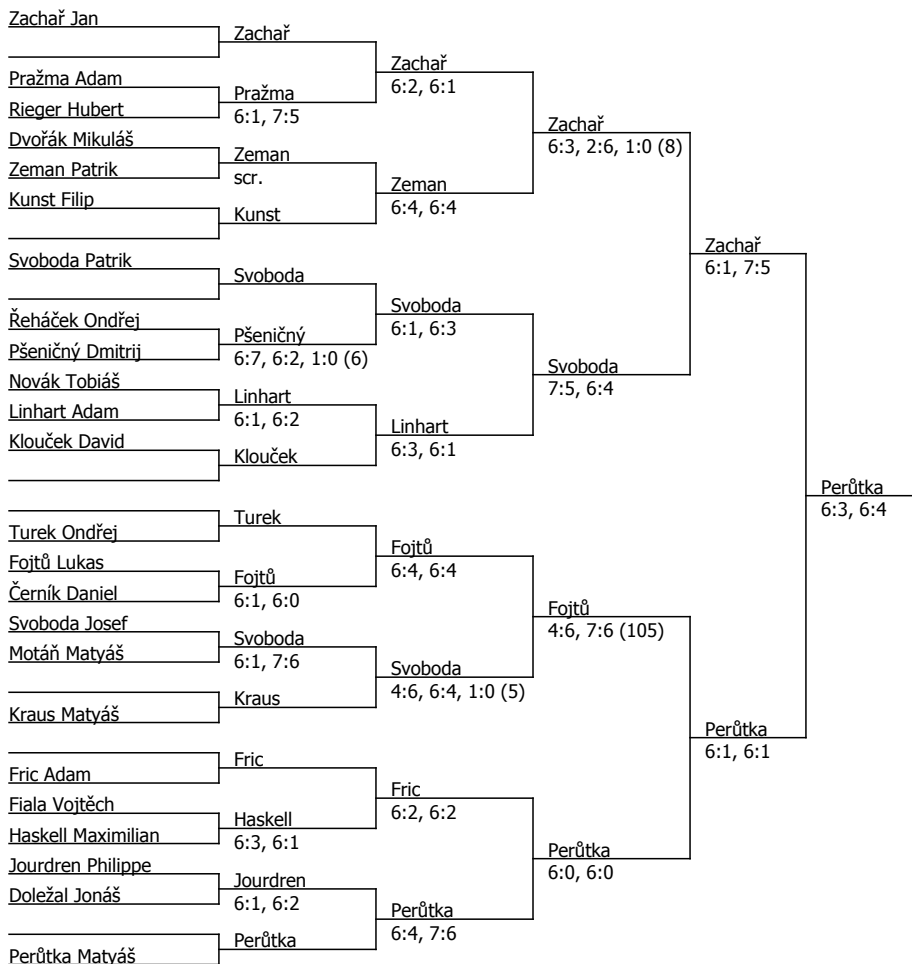 Zachař Jan
Pražma Adam
Rieger Hubert
Dvořák Mikuláš
Zeman Patrik
Kunst Filip
Svoboda Patrik
Řeháček Ondřej
Pšeničný Dmitrij
Novák Tobiáš
Linhart Adam
Klouček David
Turek Ondřej
Fojtů Lukas
Černík Daniel
Svoboda Josef
Motáň Matyáš
Kraus Matyáš
Fric Adam
Fiala Vojtěch
Haskell Maximilian
Jourdren Philippe
Doležal Jonáš
Perůtka Matyáš
Zachař
Pražma
6:1, 7:5
Zeman
scr.
Kunst
Svoboda
Pšeničný
6:7, 6:2, 1:0 (6)
Linhart
6:1, 6:2
Klouček
Turek
Fojtů
6:1, 6:0
Svoboda
6:1, 7:6
Kraus
Fric
Haskell
6:3, 6:1
Jourdren
6:1, 6:2
Perůtka
Zachař
6:2, 6:1
Zeman
6:4, 6:4
Svoboda
6:1, 6:3
Linhart
6:3, 6:1
Fojtů
6:4, 6:4
Svoboda
4:6, 6:4, 1:0 (5)
Fric
6:2, 6:2
Perůtka
6:4, 7:6
Zachař
6:3, 2:6, 1:0 (8)
Svoboda
7:5, 6:4
Fojtů
4:6, 7:6 (105)
Perůtka
6:0, 6:0
Zachař
6:1, 7:5
Perůtka
6:1, 6:1
Perůtka
6:3, 6:4